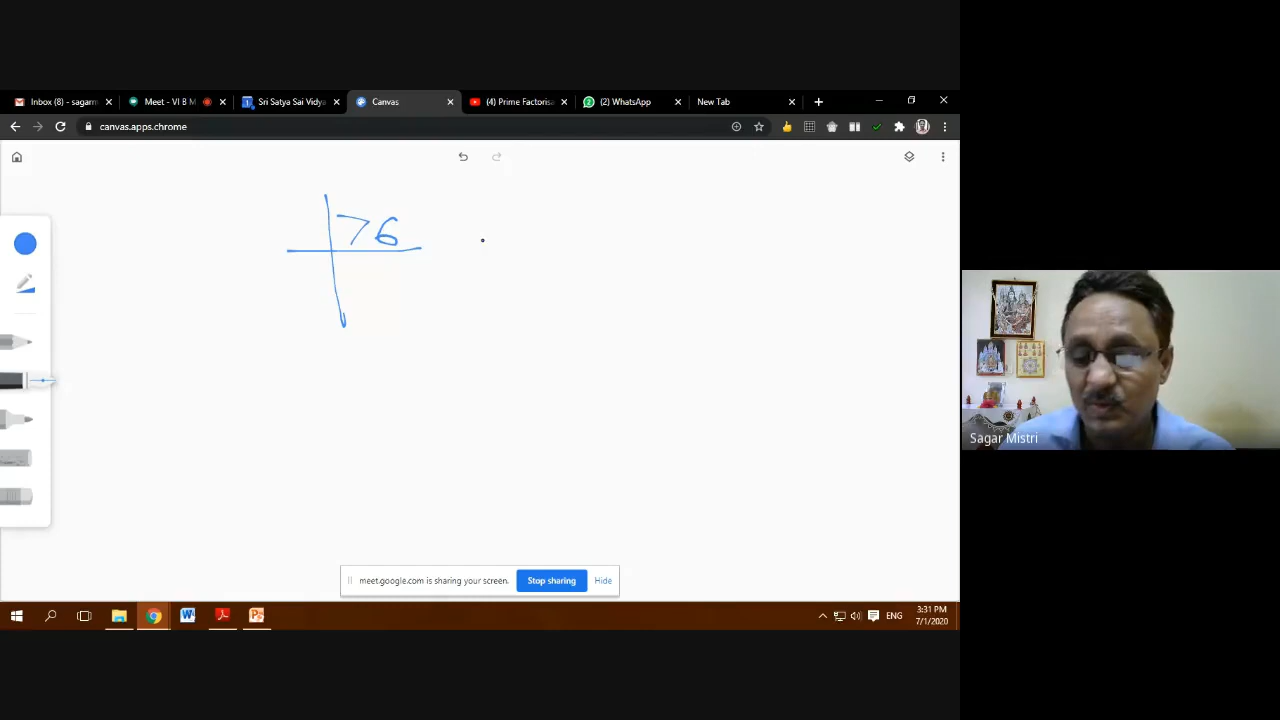 Inbox (8) - sagarm
Meet - VI B M
Sri Satya Sai Vidya
Canvas
(4) Prime Factorisa
(2) WhatsApp
New Tab
canvas.apps.chrome
76
Sagar Mistri
meet.google.com is sharing your screen.
Stop sharing
Hide
ENG
3:31 PM
7/1/2020